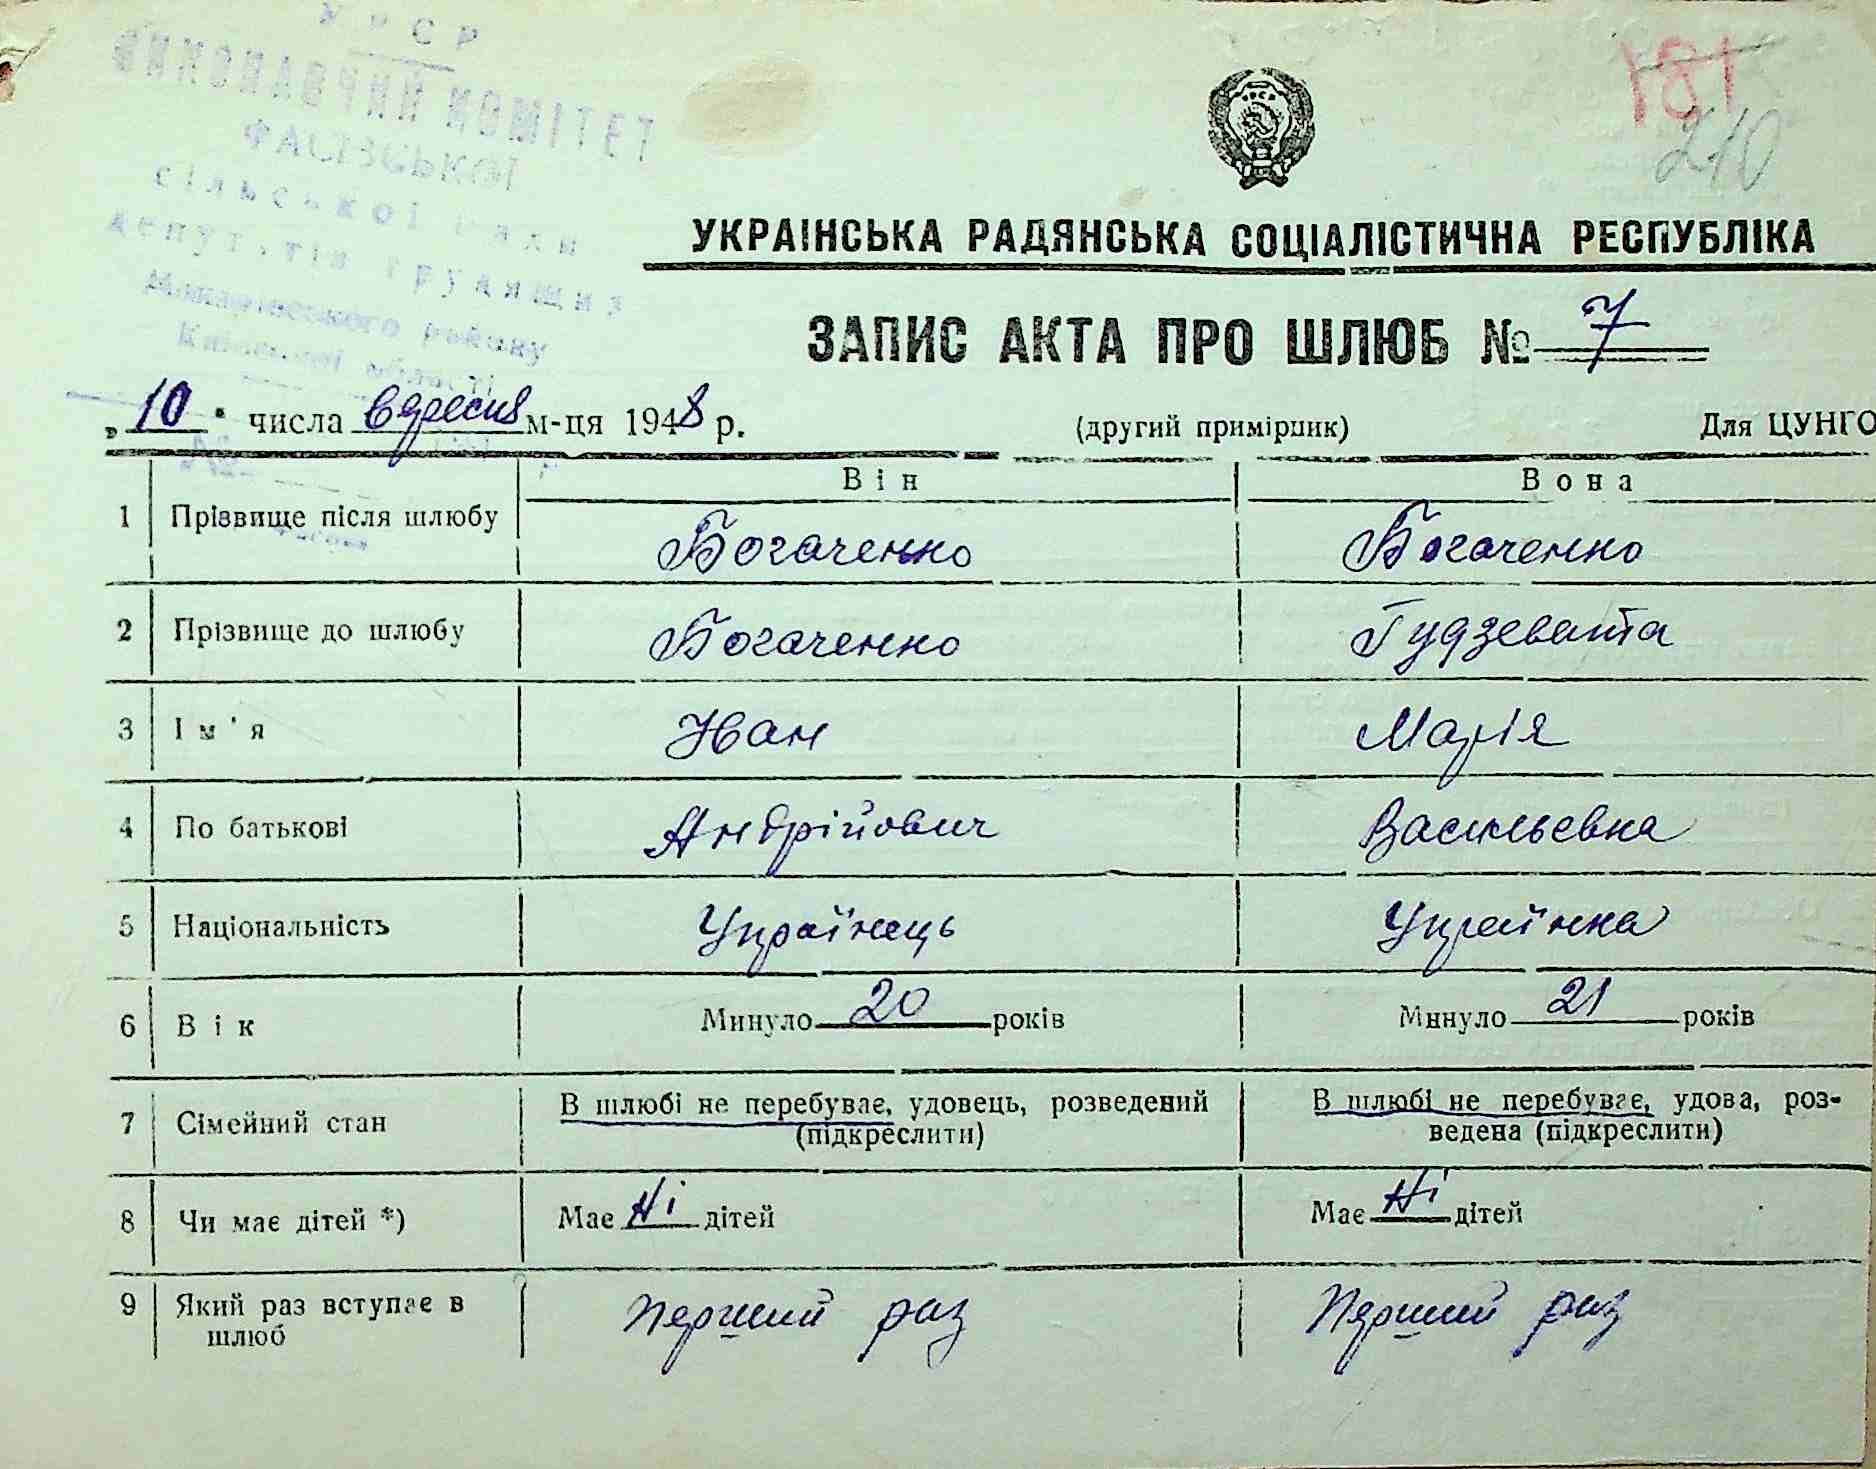 УРСР
ВИКОНАВЧИЙ КОМІТЕТ
ФАСІВСЬКОЇ
сільської ради
депутатів трудящих
Макарівського району
Київської області
181
210
УКРАЇНСЬКА РАДЯНСЬКА СОЦІАЛІСТИЧНА РЕСПУБЛІКА
ЗАПИС АКТА ПРО ШЛЮБ № 7
„10" числа вересня м-ця 1948 р. (другий примірник) Для ЦУНГО
Він Вона
1 Прізвище після шлюбу Богаченко Богаченко
2 Прізвище до шлюбу Богаченко Гудзевата
3 Ім'я Іван Марія
4 По батькові Андрійович Васильевна
5 Національність Українець Українка
6 Вік Минуло 20 років Минуло 21 років
7 Сімейний стан В шлюбі не перебуває, удовець, розведений (підкреслити) В шлюбі не перебуває, удова, роз-
ведена (підкреслити)
8 Чи має дітей *) Має Ні дітей Має Ні дітей
9 Який раз вступає в шлюб Перший раз Перший раз